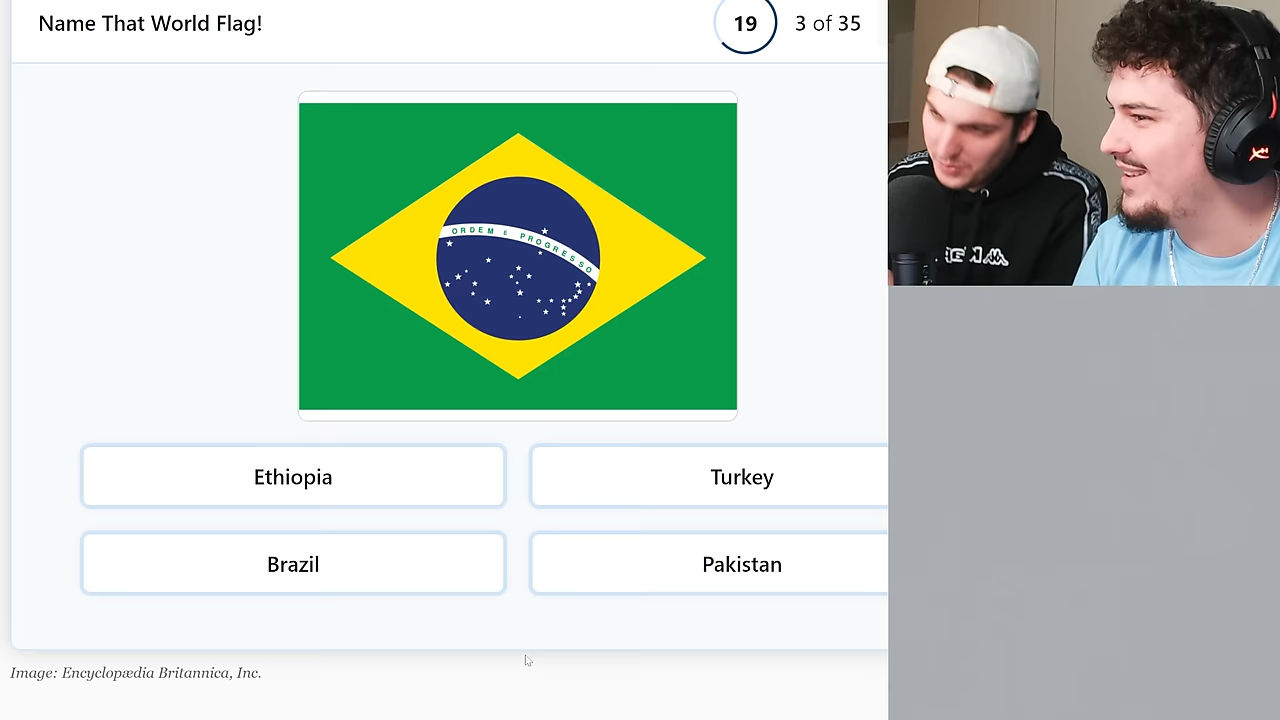 Name That World Flag!
19
3 of 35
ORDEM E PROGRESSO
Ethiopia
Turkey
Brazil
Pakistan
Image: Encyclopædia Britannica, Inc.